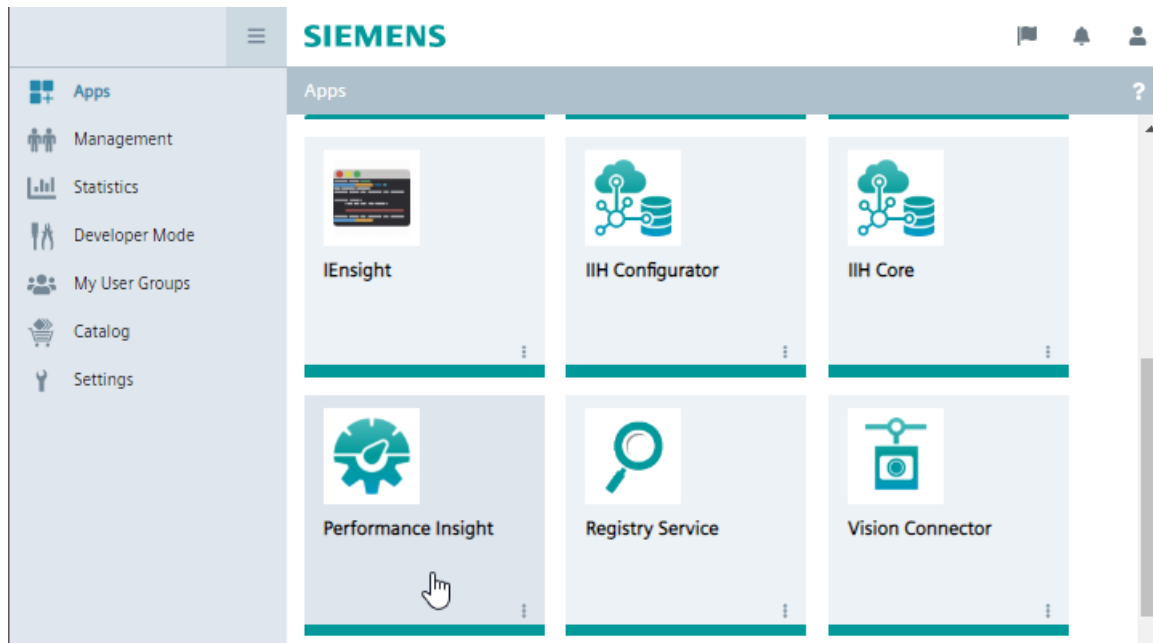 SIEMENS
Apps
Management
Statistics
Developer Mode
My User Groups
Catalog
Settings
Apps
?
IEnsight
IIH Configurator
IIH Core
Performance Insight
Registry Service
Vision Connector